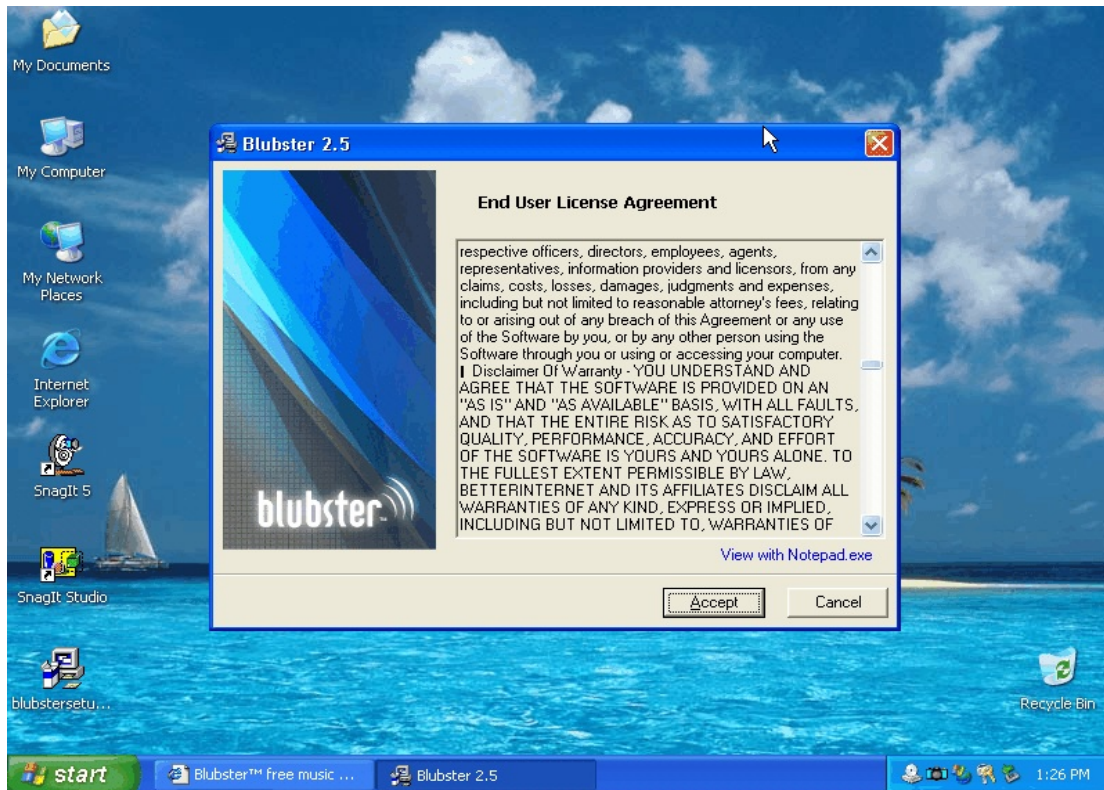 My Documents
My Computer
My Network
Places
Internet
Explorer
SnagIt 5
SnagIt Studio
blubstersetu...
Blubster 2.5
End User License Agreement
respective officers, directors, employees, agents,
representatives, information providers and licensors, from any
claims, costs, losses, damages, judgments and expenses,
including but not limited to reasonable attorney's fees, relating
to or arising out of any breach of this Agreement or any use
of the Software by you, or by any other person using the
Software through you or using or accessing your computer.
Disclaimer Of Warranty - YOU UNDERSTAND AND
AGREE THAT THE SOFTWARE IS PROVIDED ON AN
"AS IS" AND "AS AVAILABLE" BASIS, WITH ALL FAULTS,
AND THAT THE ENTIRE RISK AS TO SATISFACTORY
QUALITY, PERFORMANCE, ACCURACY, AND EFFORT
OF THE SOFTWARE IS YOURS AND YOURS ALONE. TO
THE FULLEST EXTENT PERMISSIBLE BY LAW,
BETTERINTERNET AND ITS AFFILIATES DISCLAIM ALL
WARRANTIES OF ANY KIND, EXPRESS OR IMPLIED,
INCLUDING BUT NOT LIMITED TO, WARRANTIES OF
blubster
View with Notepad.exe
Accept
Cancel
Recycle Bin
start
Blubster™ free music ...
Blubster 2.5
1:26 PM